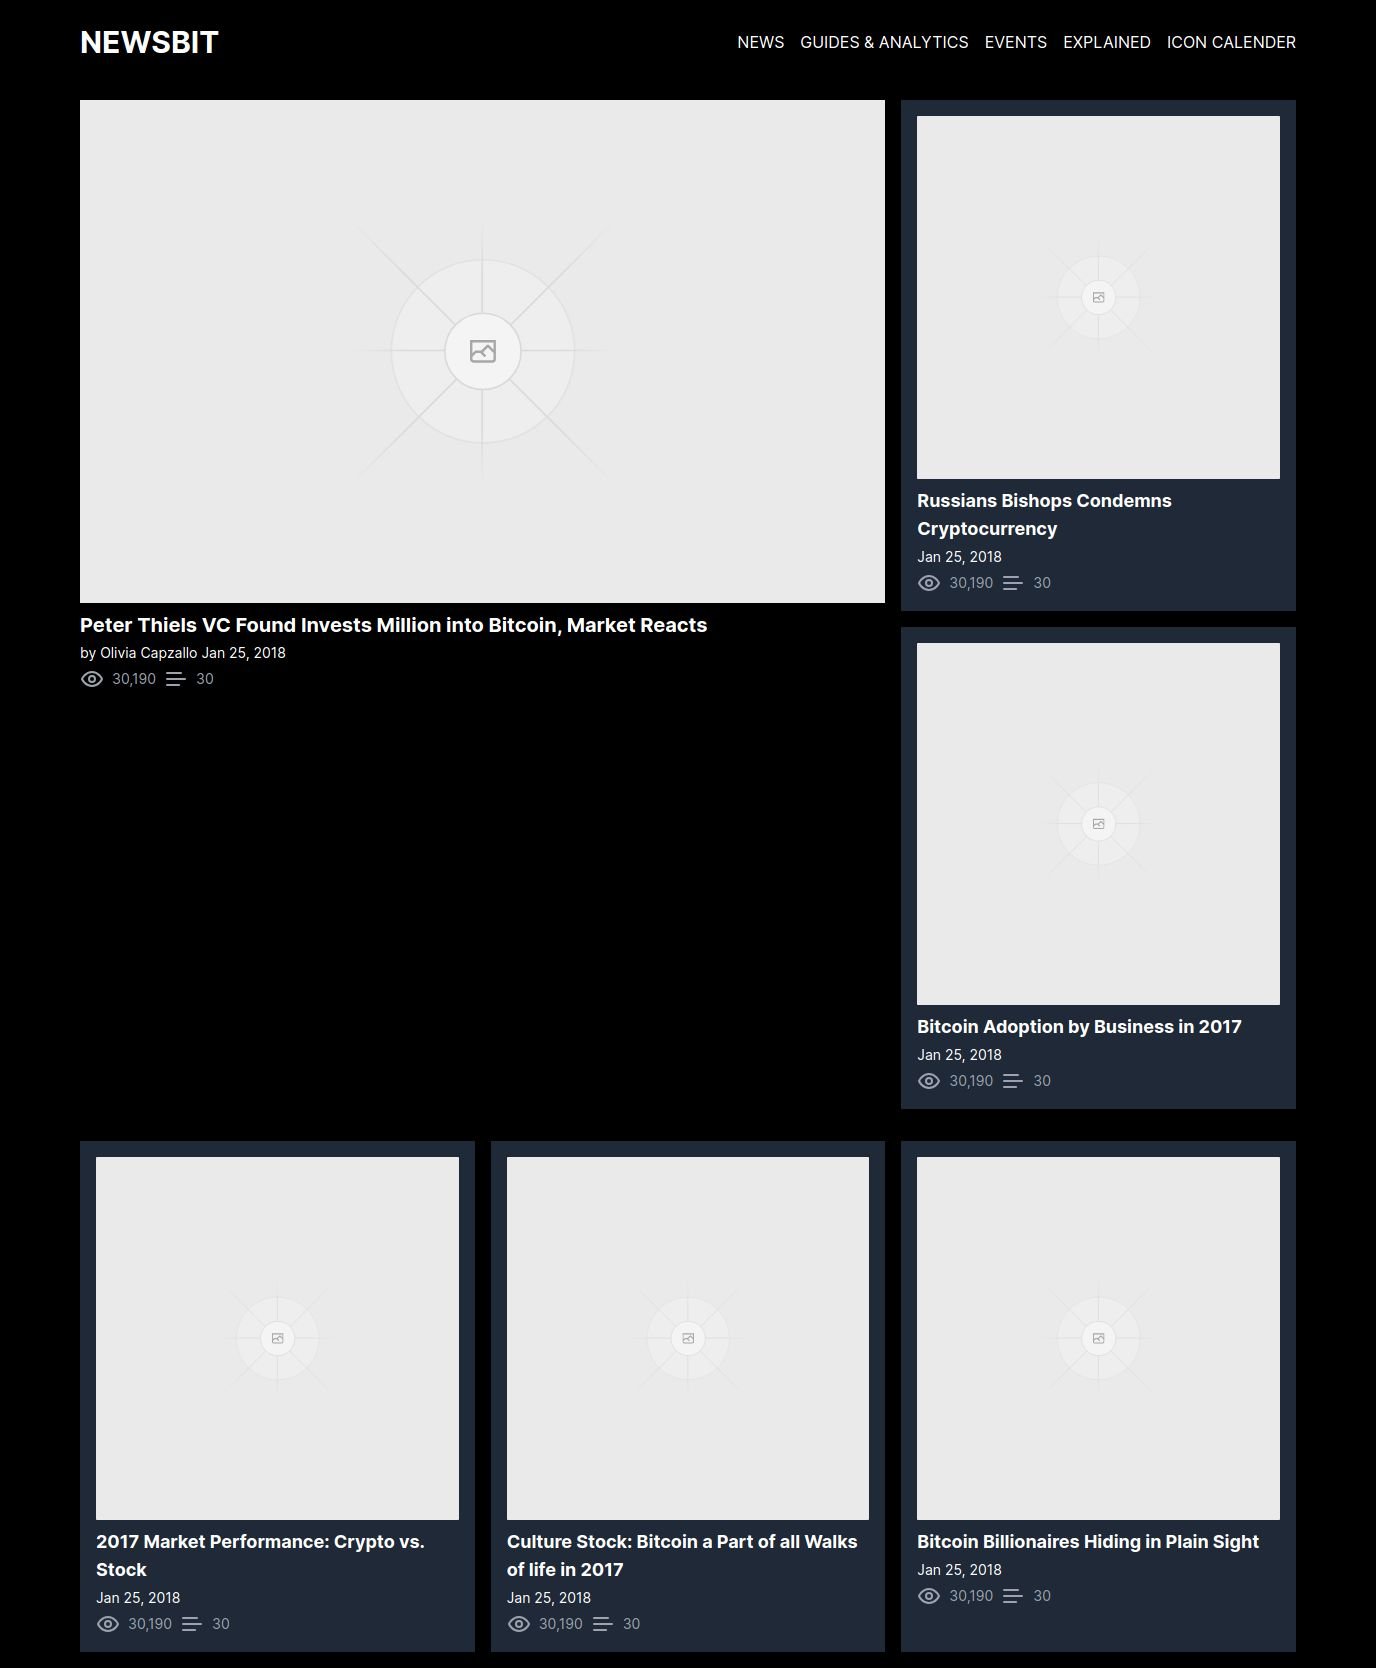 NEWSBIT
NEWS GUIDES & ANALYTICS EVENTS EXPLAINED ICON CALENDER
Peter Thiels VC Found Invests Million into Bitcoin, Market Reacts
by Olivia Capzallo Jan 25, 2018
30,190 30
Russians Bishops Condemns
Cryptocurrency
Jan 25, 2018
30,190 30
Bitcoin Adoption by Business in 2017
Jan 25, 2018
30,190 30
2017 Market Performance: Crypto vs.
Stock
Jan 25, 2018
30,190 30
Culture Stock: Bitcoin a Part of all Walks
of life in 2017
Jan 25, 2018
30,190 30
Bitcoin Billionaires Hiding in Plain Sight
Jan 25, 2018
30,190 30